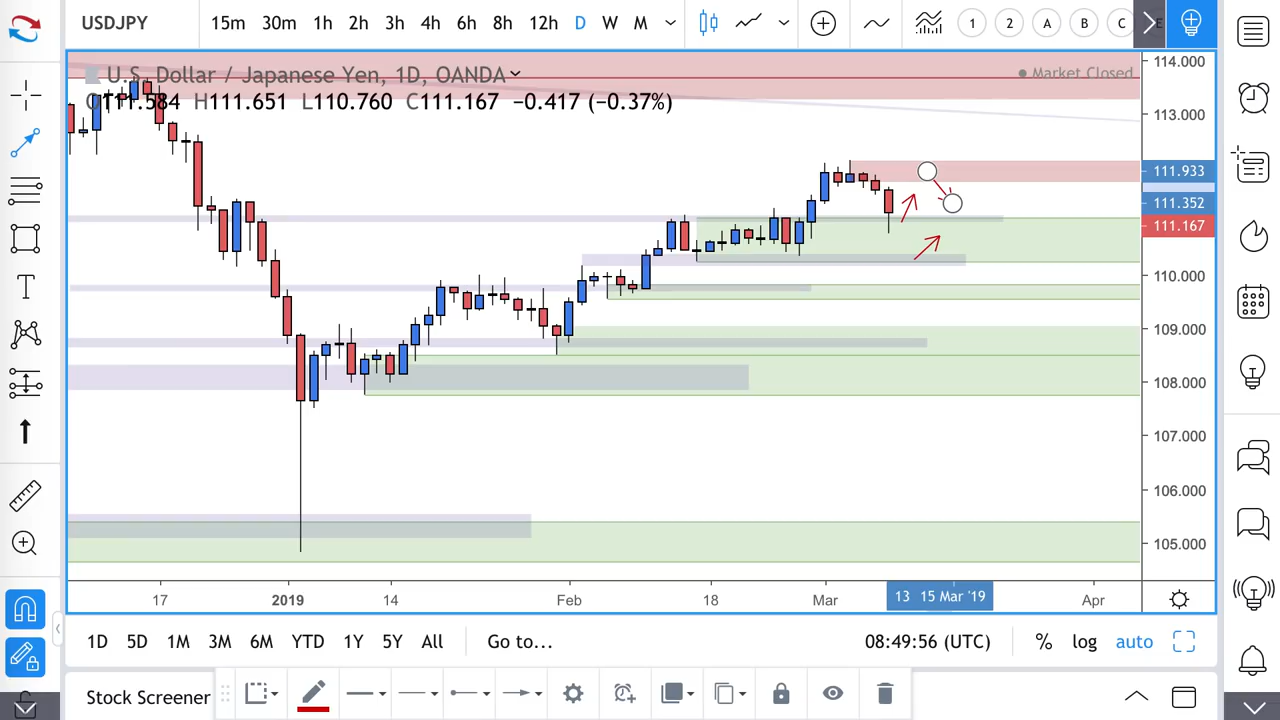 USDJPY 15m 30m 1h 2h 3h 4h 6h 8h 12h D W M 1 2 A B C
U.S. Dollar / Japanese Yen, 1D, OANDA
Market Closed
O111.584 H111.651 L110.760 C111.167 −0.417 (−0.37%)
114.000
113.000
111.933
111.352
111.167
110.000
109.000
108.000
107.000
106.000
105.000
17 2019 14 Feb 18 Mar 13 15 Mar '19 Apr
1D 5D 1M 3M 6M YTD 1Y 5Y All Go to... 08:49:56 (UTC) % log auto
Stock Screener